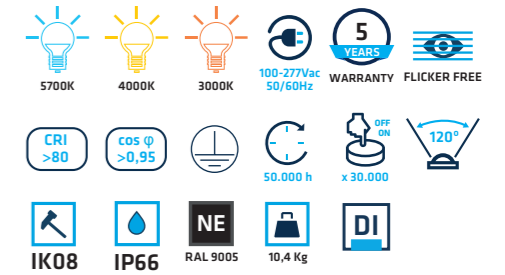 5700K
4000K
3000K
100-277Vac
50/60Hz
5
YEARS
WARRANTY
FLICKER FREE
CRI
>80
cos φ
>0,95
50.000 h
OFF
ON
x 30.000
120°
IK08
IP66
NE
RAL 9005
10,4 Kg
DI